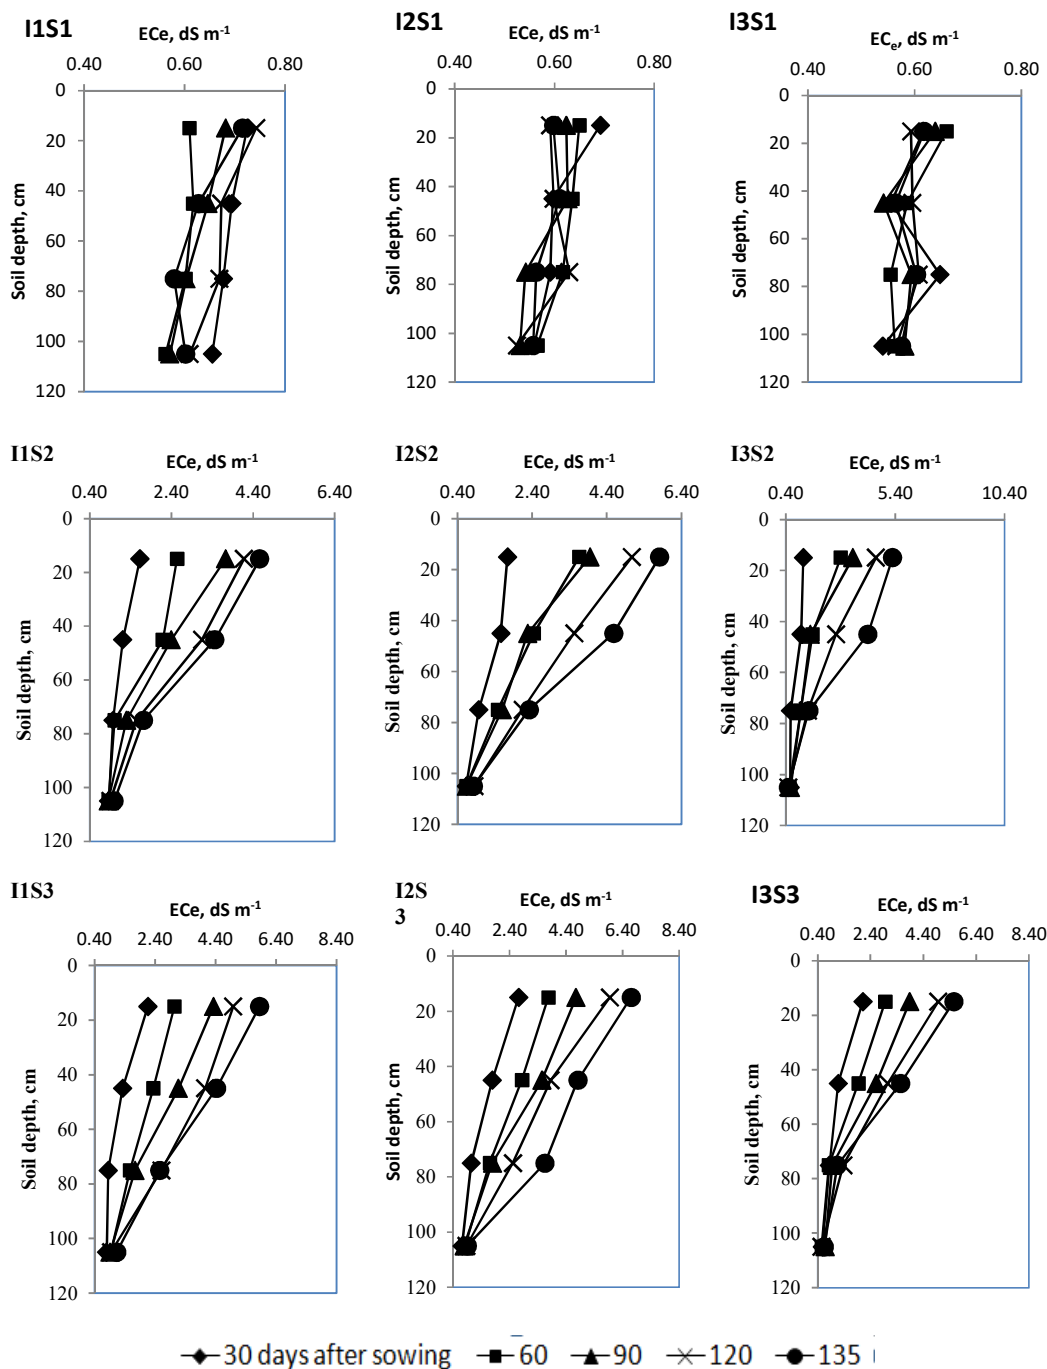 I1S1
ECe, dS m⁻¹
0.40 0.60 0.80
0
20
40
60
80
100
120
Soil depth, cm
I2S1
ECe, dS m⁻¹
0.40 0.60 0.80
0
20
40
60
80
100
120
Soil depth, cm
I3S1
ECₑ, dS m⁻¹
0.40 0.60 0.80
0
20
40
60
80
100
120
Soil depth, cm
I1S2
ECe, dS m⁻¹
0.40 2.40 4.40 6.40
0
20
40
60
80
100
120
Soil depth, cm
I2S2
ECe, dS m⁻¹
0.40 2.40 4.40 6.40
0
20
40
60
80
100
120
Soil depth, cm
I3S2
ECe, dS m⁻¹
0.40 5.40 10.40
0
20
40
60
80
100
120
Soil depth, cm
I1S3
ECe, dS m⁻¹
0.40 2.40 4.40 6.40 8.40
0
20
40
60
80
100
120
Soil depth, cm
I2S
3
ECe, dS m⁻¹
0.40 2.40 4.40 6.40 8.40
0
20
40
60
80
100
120
Soil depth, cm
I3S3
ECe, dS m⁻¹
0.40 2.40 4.40 6.40 8.40
0
20
40
60
80
100
120
Soil depth, cm
30 days after sowing 60 90 120 135